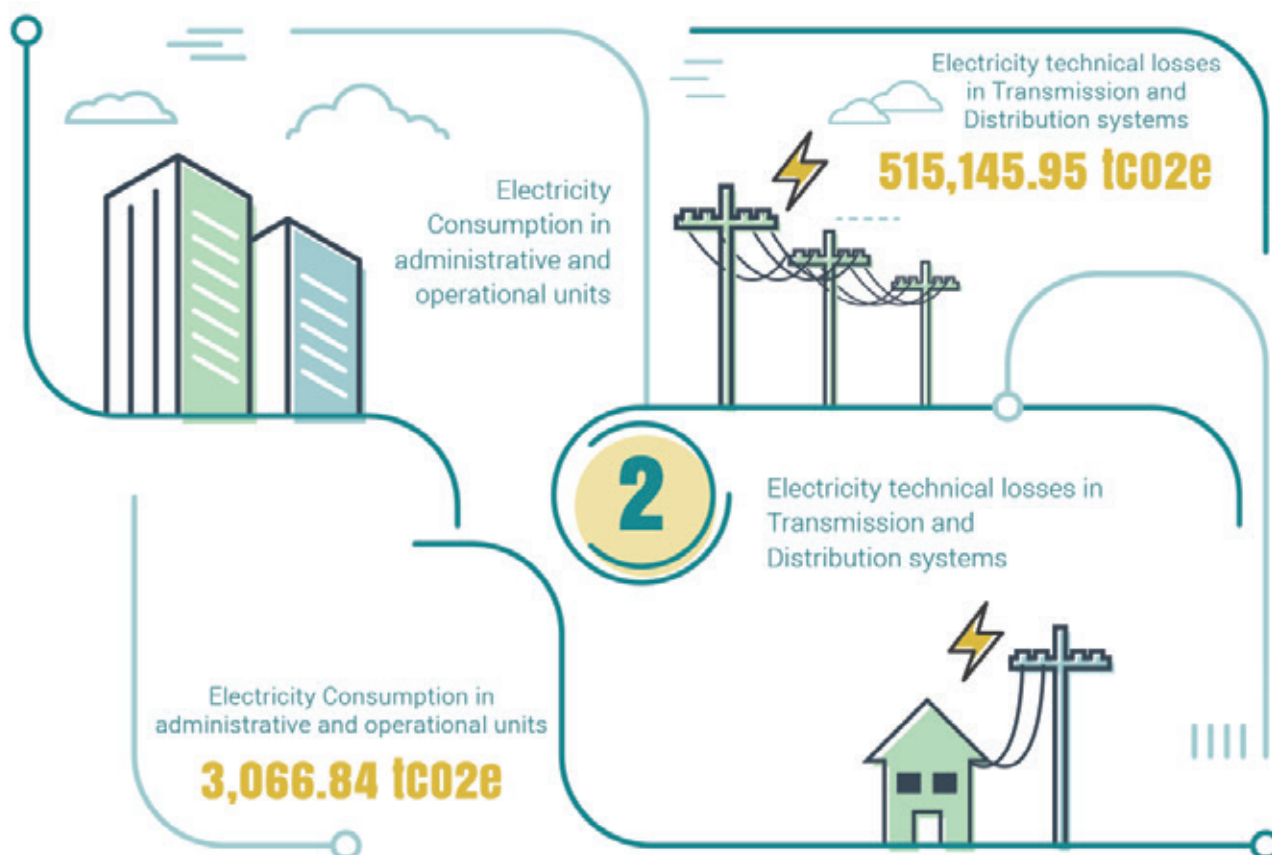 Electricity
Consumption in
administrative and
operational units
Electricity technical losses
in Transmission and
Distribution systems
515,145.95 tCO2e
2
Electricity technical losses in
Transmission and
Distribution systems
Electricity Consumption in
administrative and operational units
3,066.84 tCO2e